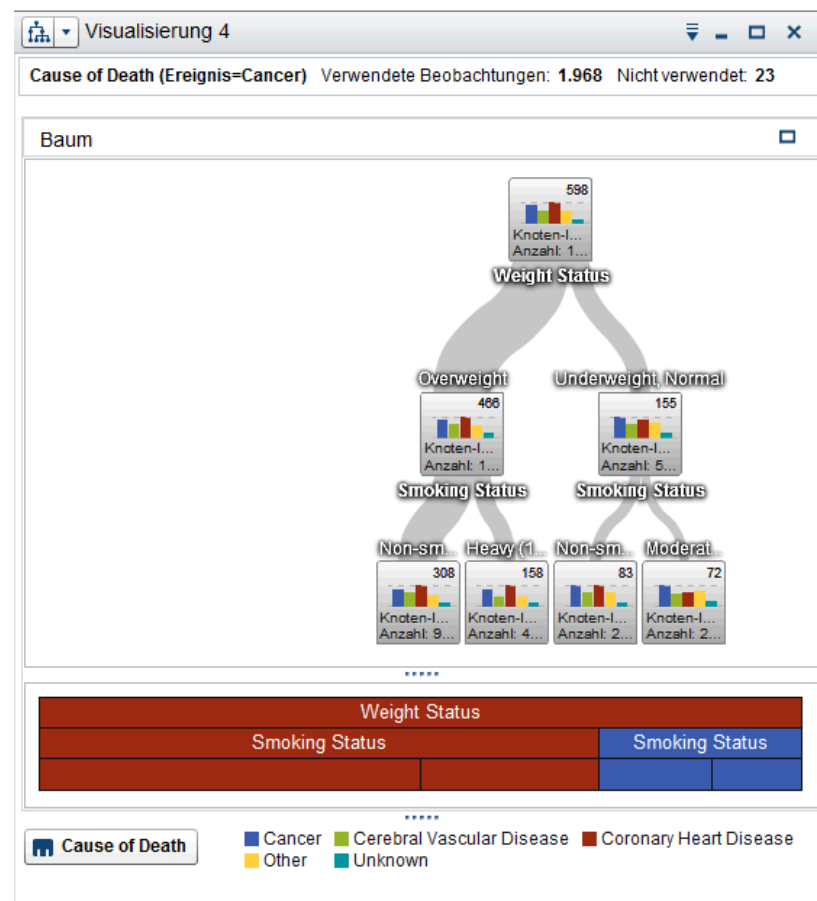 Visualisierung 4
Cause of Death (Ereignis=Cancer) Verwendete Beobachtungen: 1.968 Nicht verwendet: 23
Baum
598
Knoten-I...
Anzahl: 1...
Weight Status
Overweight Underweight, Normal
466 155
Knoten-I... Knoten-I...
Anzahl: 1... Anzahl: 5...
Smoking Status Smoking Status
Non-sm... Heavy (1... Non-sm... Moderat...
308 158 83 72
Knoten-I... Knoten-I... Knoten-I... Knoten-I...
Anzahl: 9... Anzahl: 4... Anzahl: 2... Anzahl: 2...
Weight Status
Smoking Status Smoking Status
Cause of Death Cancer Cerebral Vascular Disease Coronary Heart Disease
Other Unknown